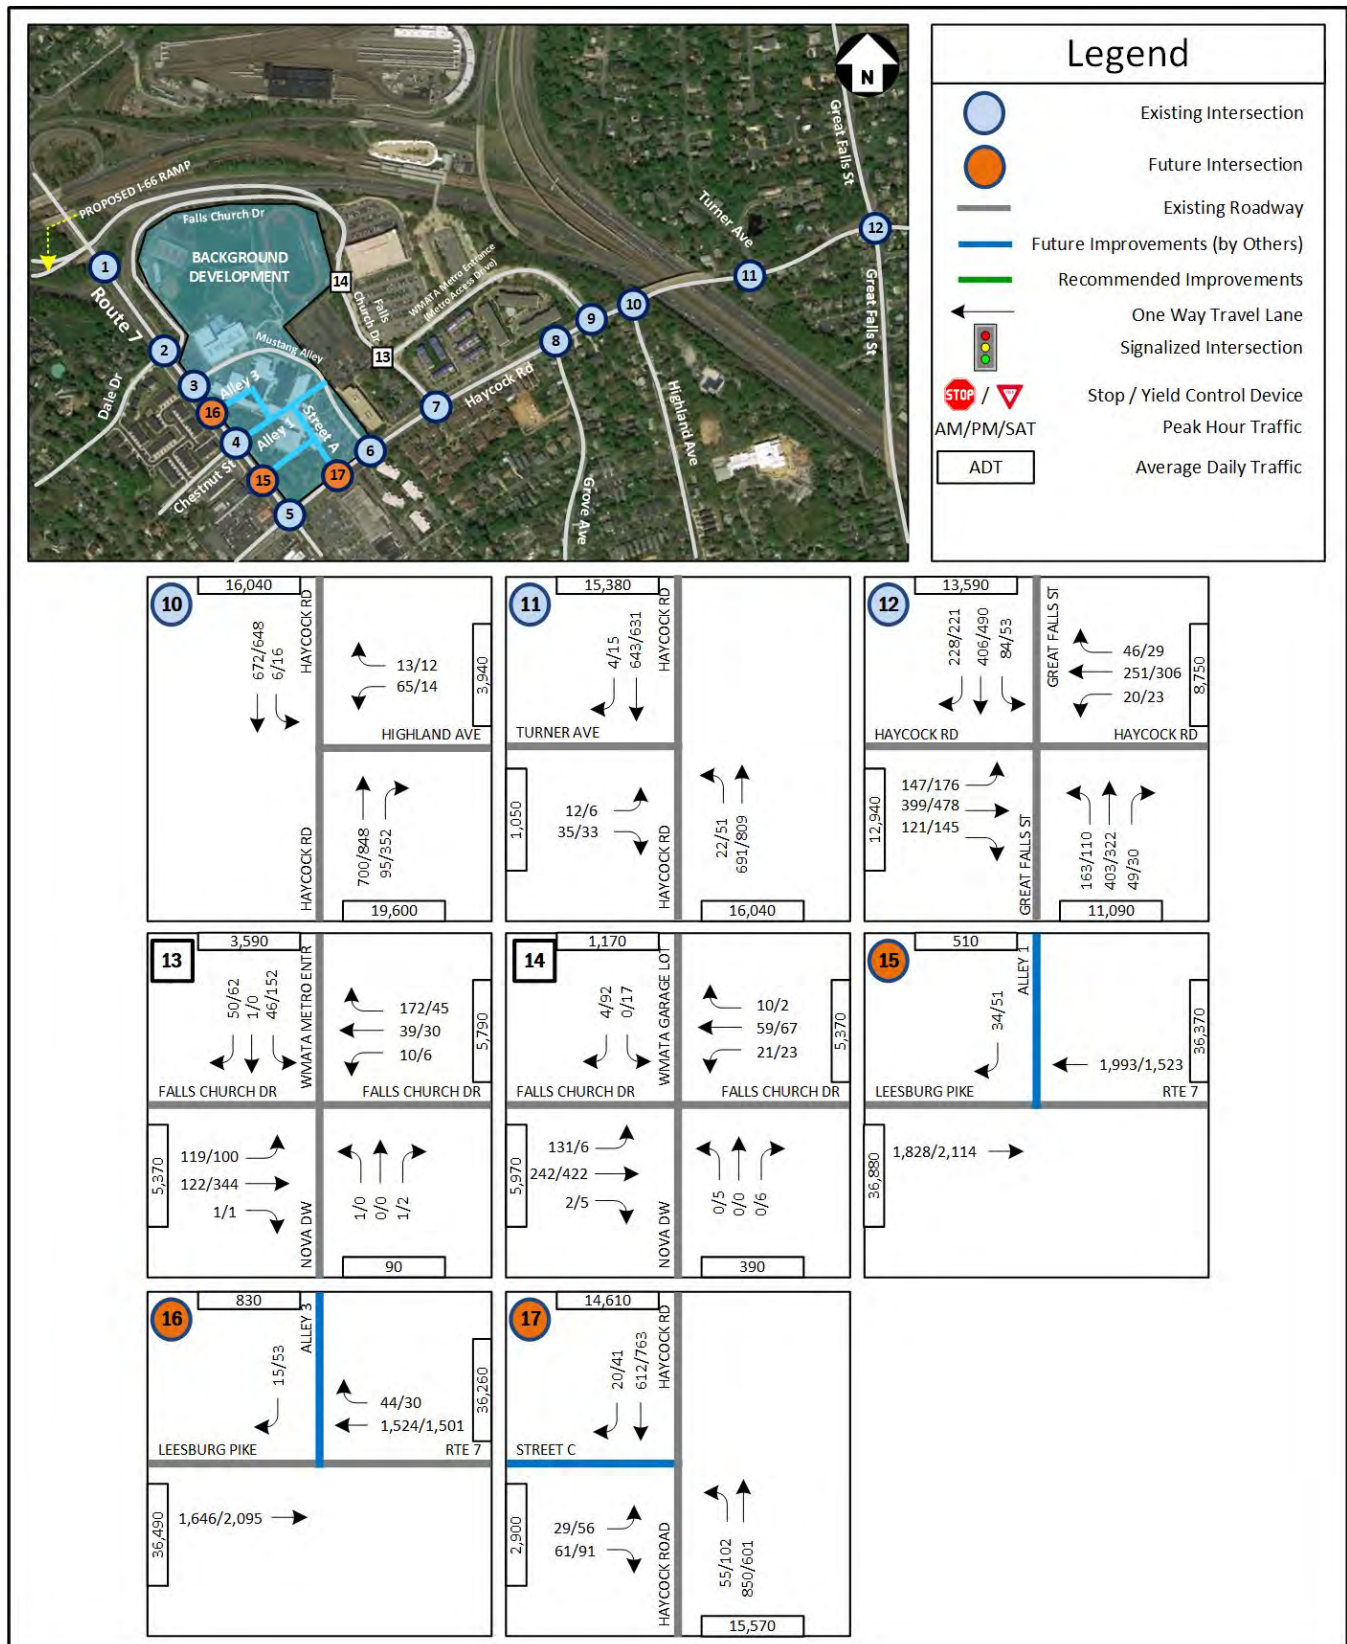 N
PROPOSED I-66 RAMP
Falls Church Dr
BACKGROUND
DEVELOPMENT
Route 7
Dale Dr
Mustang Alley
Alley 3
Alley 1
Street A
Chestnut St
Falls
Church Dr
WMATA Metro Entrance
(Metro Access Drive)
Haycock Rd
Grove Ave
Highland Ave
Turner Ave
Great Falls St
Great Falls St
1
2
3
16
4
15
5
17
6
7
13
14
8
9
10
11
12
Legend
Existing Intersection
Future Intersection
Existing Roadway
Future Improvements (by Others)
Recommended Improvements
One Way Travel Lane
Signalized Intersection
STOP / Stop / Yield Control Device
AM/PM/SAT Peak Hour Traffic
ADT Average Daily Traffic
10
16,040
672/648
6/16
HAYCOCK RD
13/12
65/14
3,940
HIGHLAND AVE
HAYCOCK RD
700/848
95/352
19,600
11
15,380
4/15
643/631
HAYCOCK RD
TURNER AVE
1,050
12/6
35/33
HAYCOCK RD
22/51
691/809
16,040
12
13,590
228/221
406/490
84/53
GREAT FALLS ST
46/29
251/306
20/23
8,750
HAYCOCK RD
HAYCOCK RD
12,940
147/176
399/478
121/145
GREAT FALLS ST
163/110
403/322
49/30
11,090
13
3,590
50/62
1/0
46/152
WMATA METRO ENTR
172/45
39/30
10/6
5,790
FALLS CHURCH DR
FALLS CHURCH DR
5,370
119/100
122/344
1/1
NOVA DW
1/0
0/0
1/2
90
14
1,170
4/92
0/17
WMATA GARAGE LOT
10/2
59/67
21/23
5,370
FALLS CHURCH DR
FALLS CHURCH DR
5,970
131/6
242/422
2/5
NOVA DW
0/5
0/0
0/6
390
15
510
34/51
ALLEY 1
1,993/1,523
36,370
LEESBURG PIKE
RTE 7
36,880
1,828/2,114
16
830
15/53
ALLEY 3
44/30
1,524/1,501
36,260
LEESBURG PIKE
RTE 7
36,490
1,646/2,095
17
14,610
20/41
612/763
HAYCOCK RD
STREET C
2,900
29/56
61/91
HAYCOCK ROAD
55/102
850/601
15,570